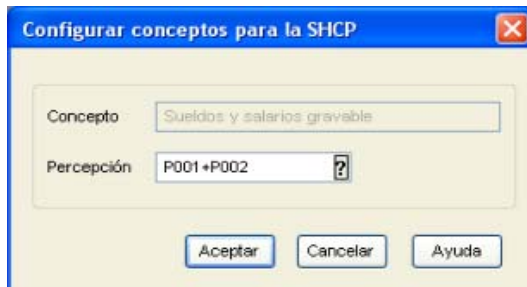 Configurar conceptos para la SHCP
Concepto
Sueldos y salarios gravable
Percepción
P001+P002
?
Aceptar
Cancelar
Ayuda